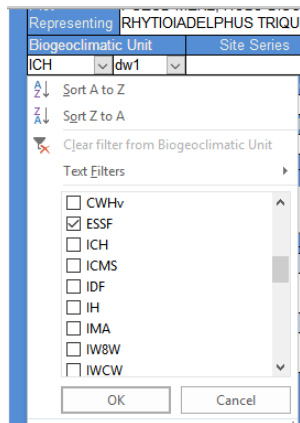 Representing RHYTIOIADELPHUS TRIQU
Biogeoclimatic Unit Site Series
ICH dw1
Sort A to Z
Sort Z to A
Clear filter from Biogeoclimatic Unit
Text Filters
CWHv
ESSF
ICH
ICMS
IDF
IH
IMA
IW8W
IWCW
OK Cancel